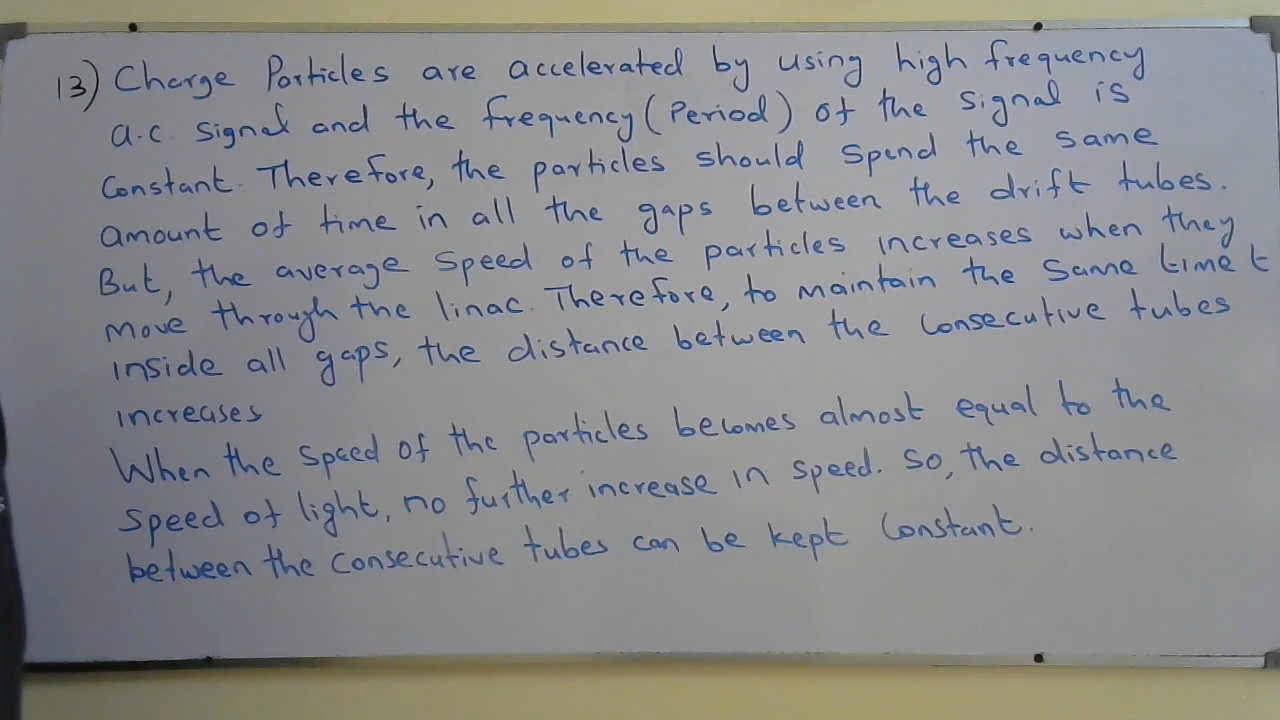 13) Charge Particles are accelerated by using high frequency
a.c. signal and the frequency (Period) of the signal is
Constant. Therefore, the particles should spend the same
amount of time in all the gaps between the drift tubes.
But, the average speed of the particles increases when they
move through the linac. Therefore, to maintain the same time t
inside all gaps, the distance between the consecutive tubes
increases
When the speed of the particles becomes almost equal to the
speed of light, no further increase in speed. So, the distance
between the consecutive tubes can be kept constant.